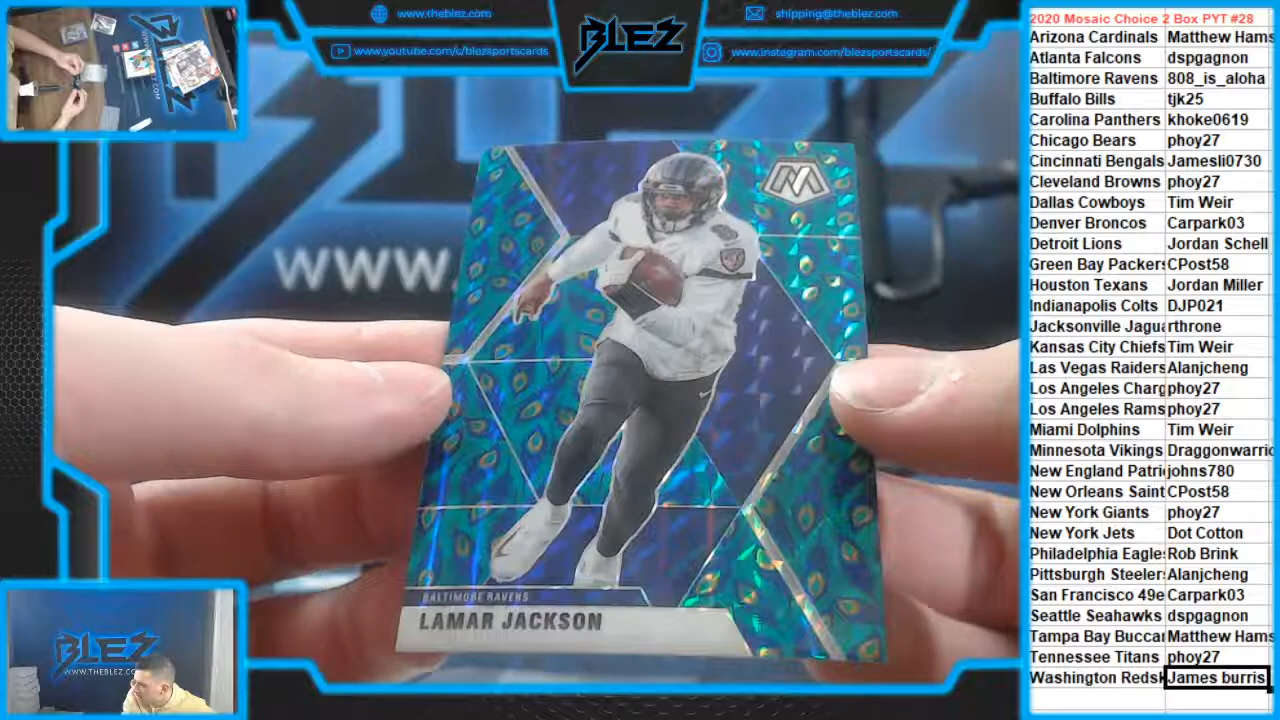 www.theblez.com
shipping@theblez.com
www.youtube.com/c/blezsportscards
BLEZ
www.instagram.com/blezsportscards/
WWW.
M
BALTIMORE RAVENS
LAMAR JACKSON
BLEZ
WWW.THEBLEZ.COM
2020 Mosaic Choice 2 Box PYT #28
Arizona Cardinals Matthew Hams
Atlanta Falcons dspgagnon
Baltimore Ravens 808_is_aloha
Buffalo Bills tjk25
Carolina Panthers khoke0619
Chicago Bears phoy27
Cincinnati Bengals Jamesli0730
Cleveland Browns phoy27
Dallas Cowboys Tim Weir
Denver Broncos Carpark03
Detroit Lions Jordan Schell
Green Bay Packers CPost58
Houston Texans Jordan Miller
Indianapolis Colts DJP021
Jacksonville Jagua rthrone
Kansas City Chiefs Tim Weir
Las Vegas Raiders Alanjcheng
Los Angeles Charg phoy27
Los Angeles Rams phoy27
Miami Dolphins Tim Weir
Minnesota Vikings Draggonwarrio
New England Patri johns780
New Orleans Saint CPost58
New York Giants phoy27
New York Jets Dot Cotton
Philadelphia Eagle Rob Brink
Pittsburgh Steeler Alanjcheng
San Francisco 49e Carpark03
Seattle Seahawks dspgagnon
Tampa Bay Buccar Matthew Hams
Tennessee Titans phoy27
Washington Redsk James burris